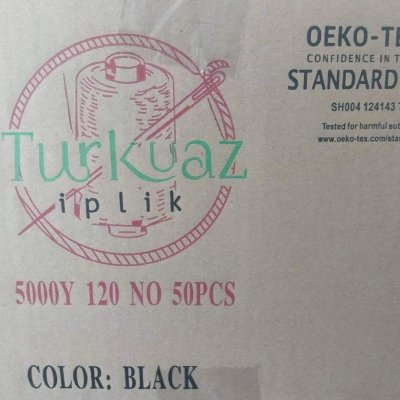 Turkuaz
iplik
5000Y 120 NO 50PCS
COLOR: BLACK
OEKO-TE
CONFIDENCE IN T
STANDARD
SH004 124143
Tested for harmful sub
www.oeko-tex.com/sta